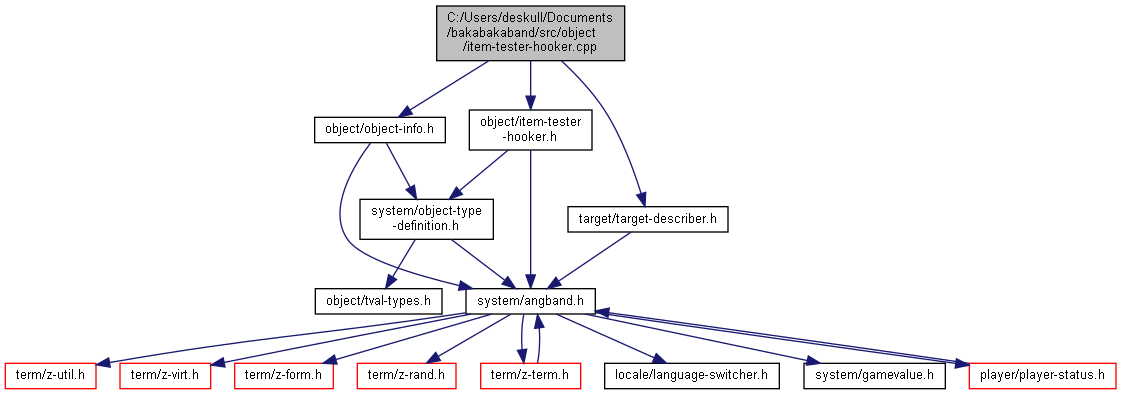 C:/Users/deskull/Documents
/bakabakaband/src/object
/item-tester-hooker.cpp
object/object-info.h
object/item-tester
-hooker.h
system/object-type
-definition.h
target/target-describer.h
object/tval-types.h
system/angband.h
term/z-util.h
term/z-virt.h
term/z-form.h
term/z-rand.h
term/z-term.h
locale/language-switcher.h
system/gamevalue.h
player/player-status.h